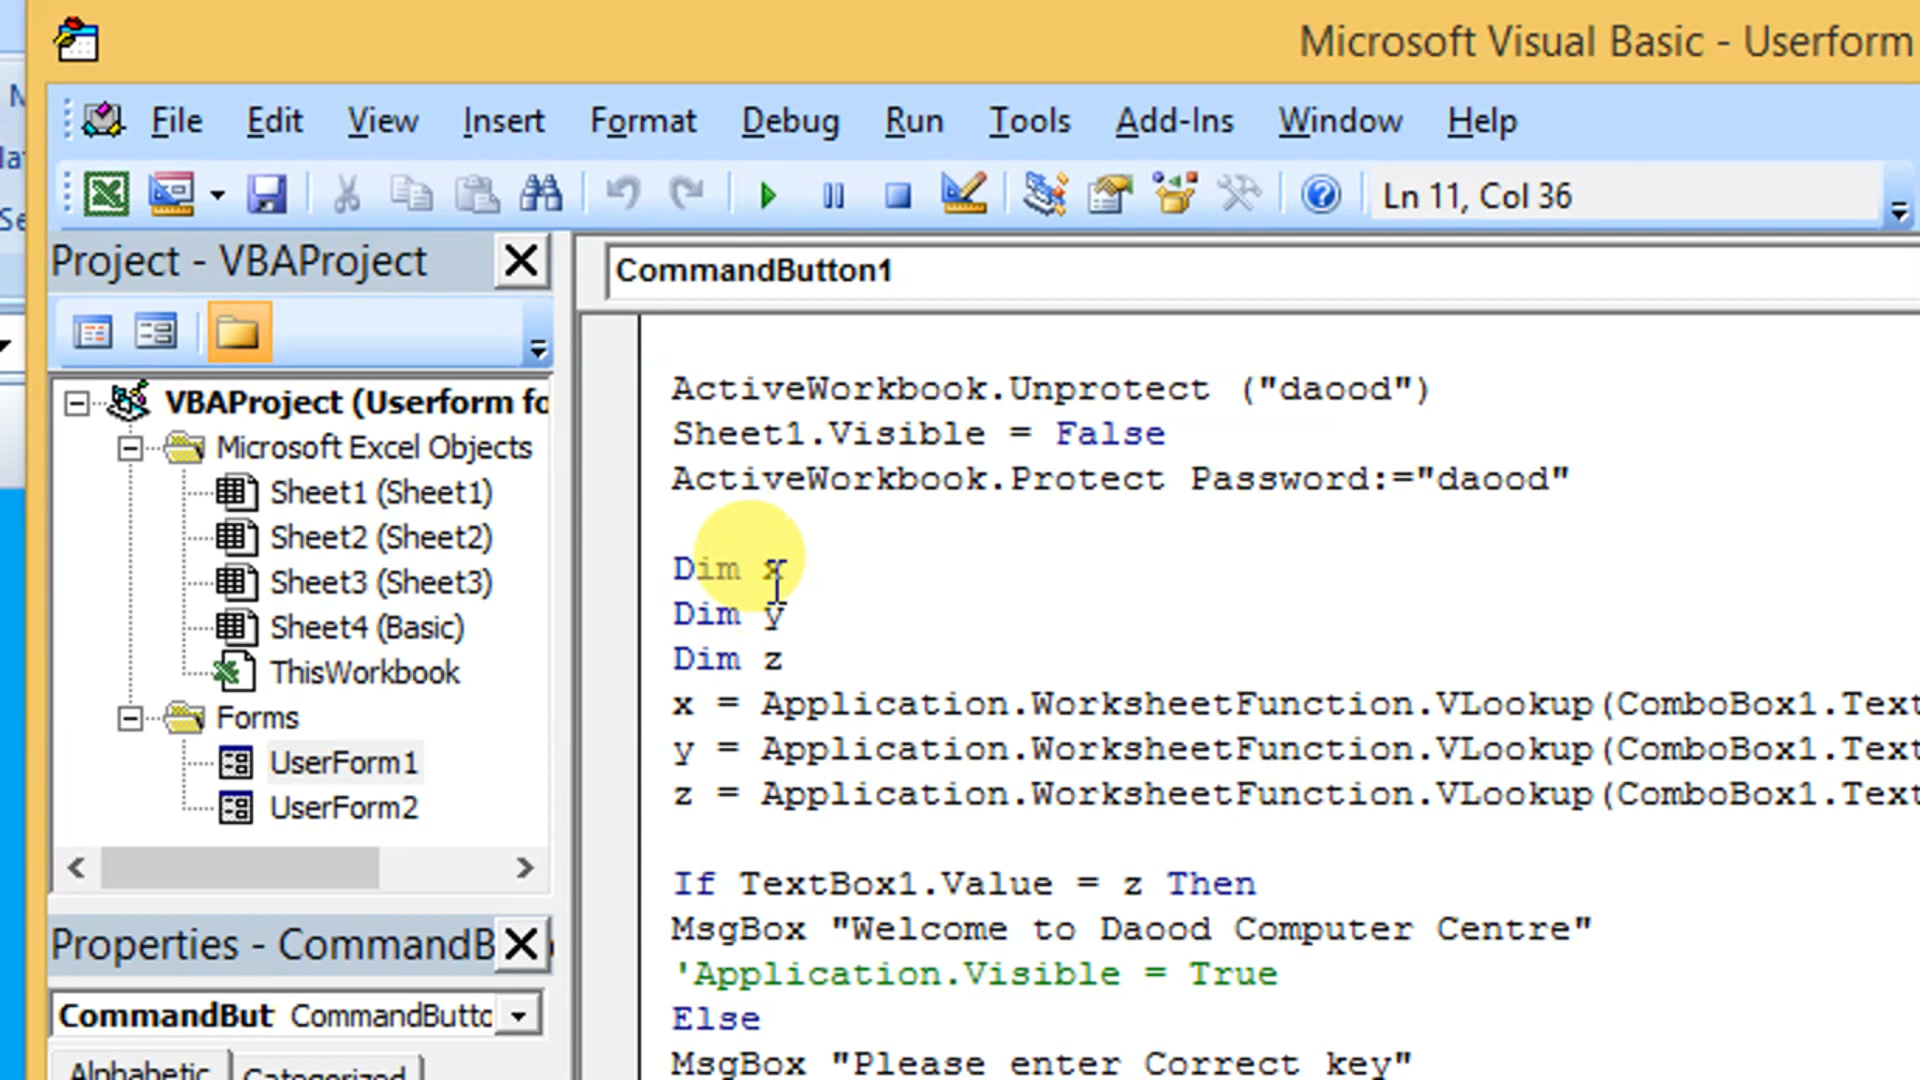 Microsoft Visual Basic - Userform
File Edit View Insert Format Debug Run Tools Add-Ins Window Help
Ln 11, Col 36
Project - VBAProject
CommandButton1
VBAProject (Userform fo
Microsoft Excel Objects
Sheet1 (Sheet1)
Sheet2 (Sheet2)
Sheet3 (Sheet3)
Sheet4 (Basic)
ThisWorkbook
Forms
UserForm1
UserForm2
Properties - CommandB
CommandBut CommandButto
Alphabetic Categorized
ActiveWorkbook.Unprotect ("daood")
Sheet1.Visible = False
ActiveWorkbook.Protect Password:="daood"
Dim x
Dim y
Dim z
x = Application.WorksheetFunction.VLookup(ComboBox1.Text
y = Application.WorksheetFunction.VLookup(ComboBox1.Text
z = Application.WorksheetFunction.VLookup(ComboBox1.Text
If TextBox1.Value = z Then
MsgBox "Welcome to Daood Computer Centre"
'Application.Visible = True
Else
MsgBox "Please enter Correct key"